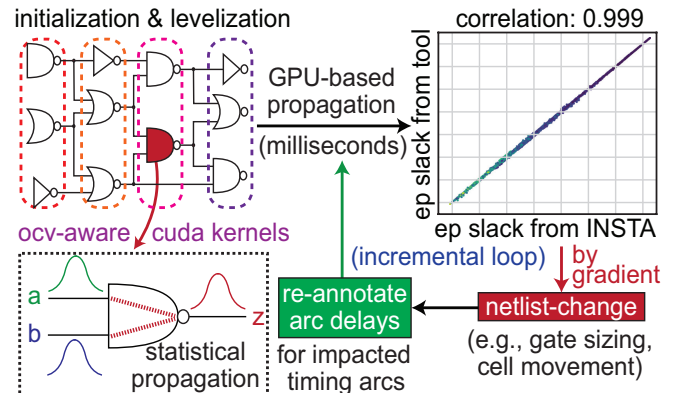 initialization & levelization
GPU-based
propagation
(milliseconds)
correlation: 0.999
ep slack from tool
ep slack from INSTA
ocv-aware cuda kernels
a
b
z
statistical
propagation
(incremental loop)
by
gradient
re-annotate
arc delays
for impacted
timing arcs
netlist-change
(e.g., gate sizing,
cell movement)